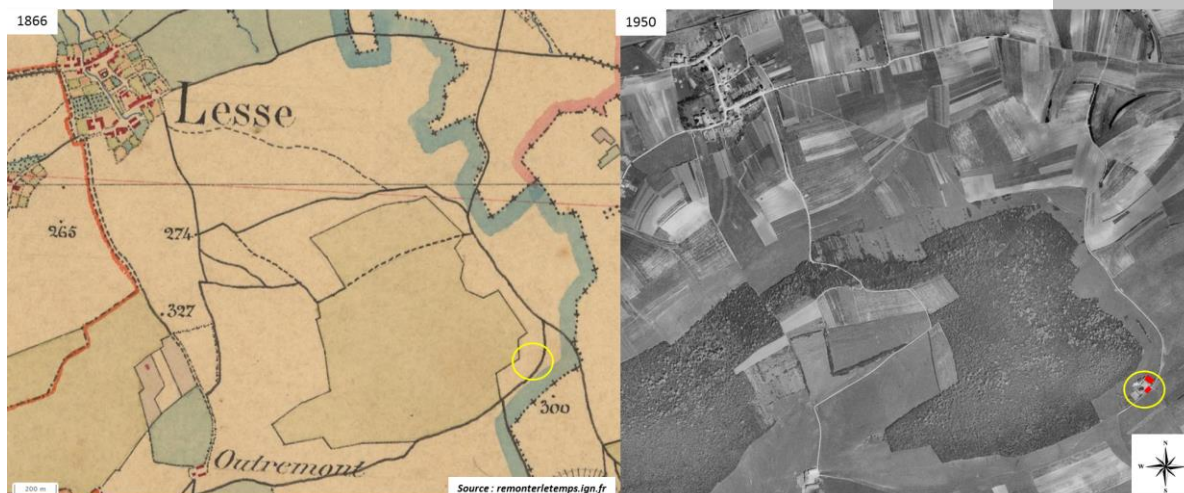 1866
1950
Lesse
265
274
.327
300
Outremont
200 m
Source : remonterletemps.ign.fr
N
W
E
S